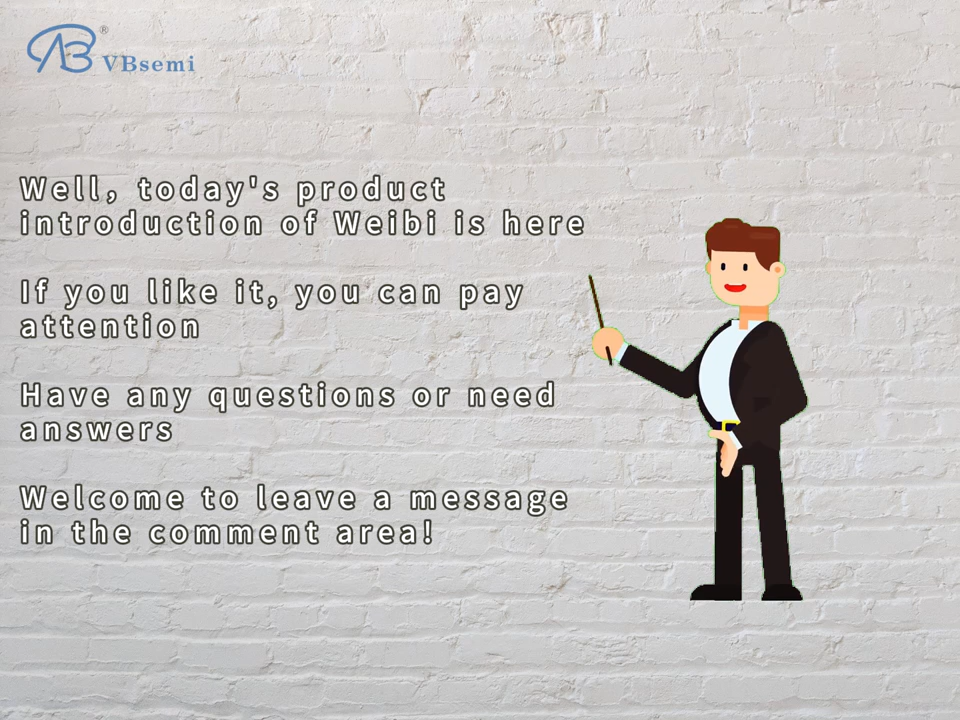 VBsemi
Well, today's product
introduction of Weibi is here
If you like it, you can pay
attention
Have any questions or need
answers
Welcome to leave a message
in the comment area!